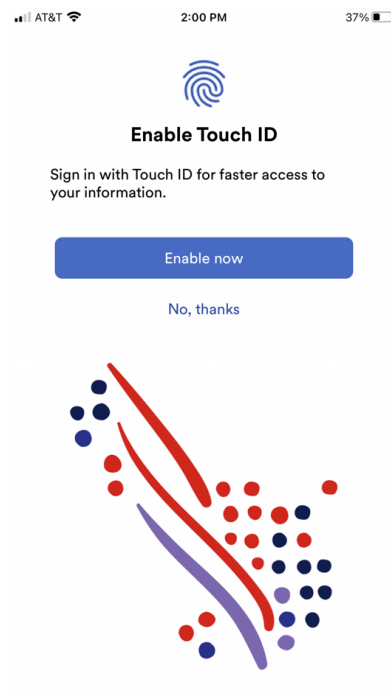 AT&T 2:00 PM 37%
Enable Touch ID
Sign in with Touch ID for faster access to
your information.
Enable now
No, thanks